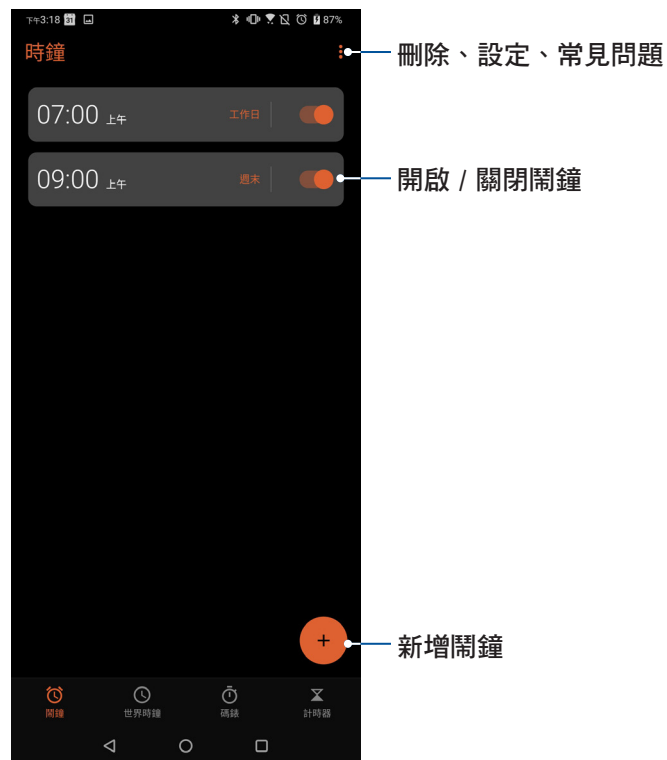 下午3:18 31 87%
時鐘
刪除、設定、常見問題
07:00 上午 工作日
09:00 上午 週末
開啟 / 關閉鬧鐘
+
新增鬧鐘
鬧鐘 世界時鐘 碼錶 計時器